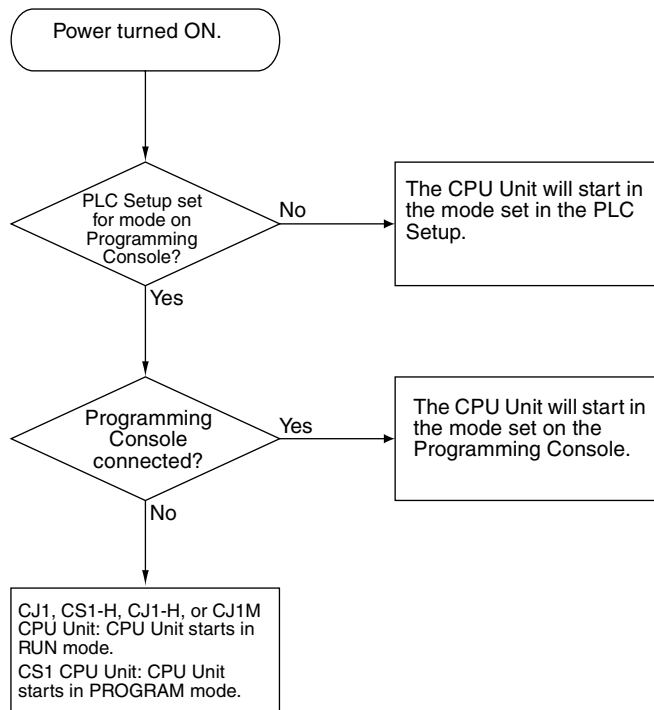 Power turned ON.
PLC Setup set
for mode on
Programming
Console?
No
The CPU Unit will start in
the mode set in the PLC
Setup.
Yes
Programming
Console
connected?
Yes
The CPU Unit will start in
the mode set on the
Programming Console.
No
CJ1, CS1-H, CJ1-H, or CJ1M
CPU Unit: CPU Unit starts in
RUN mode.
CS1 CPU Unit: CPU Unit
starts in PROGRAM mode.